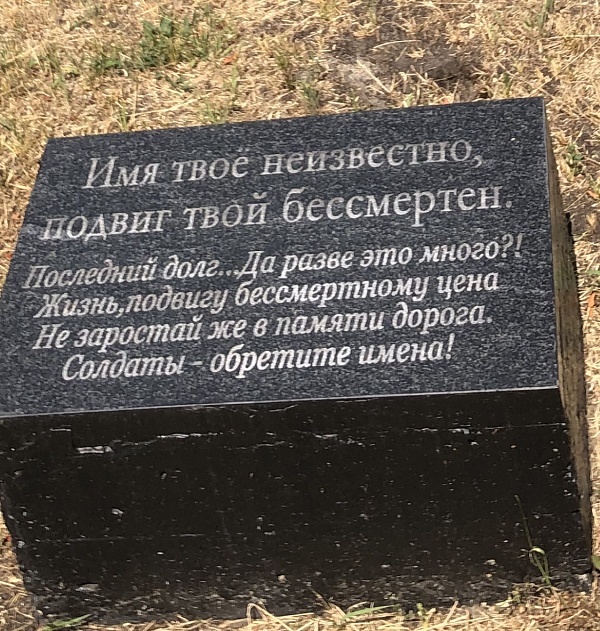 Имя твоё неизвестно,
подвиг твой бессмертен.
Последний долг...Да разве это много?!
Жизнь,подвигу бессмертному цена
Не заростай же в памяти дорога.
Солдаты - обретите имена!